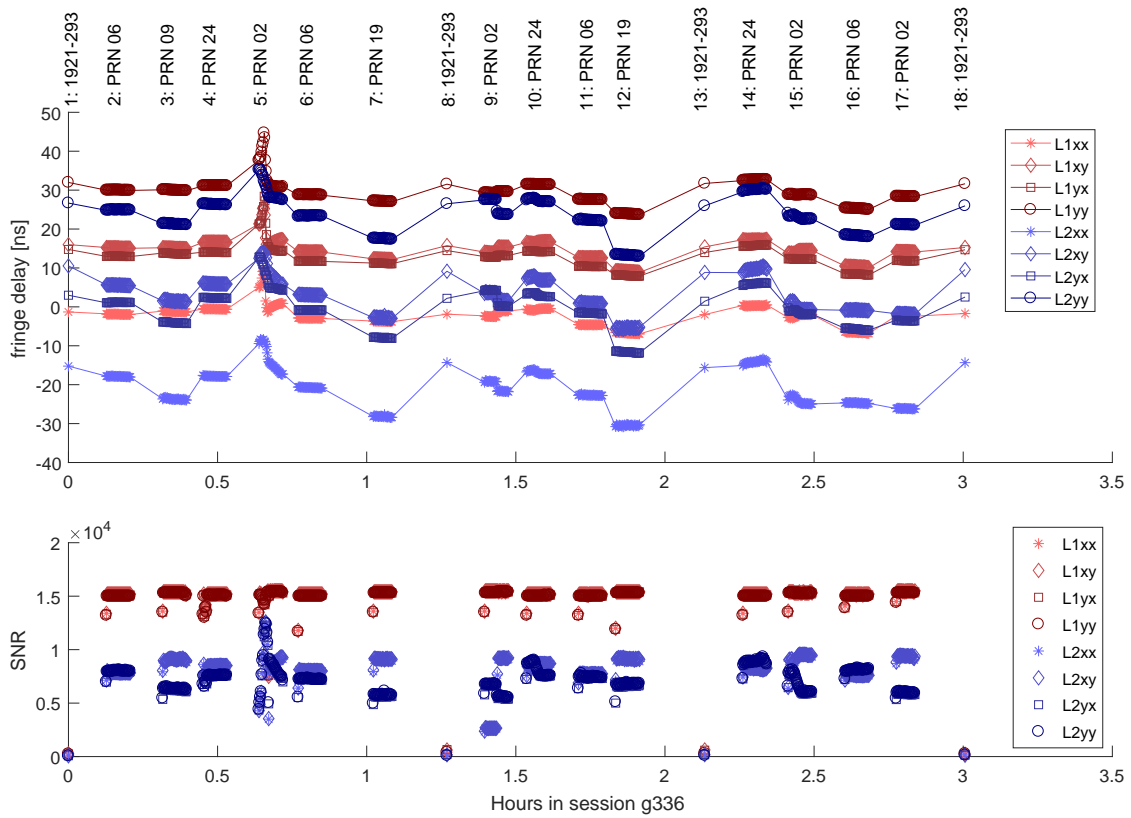 1: 1921-293
2: PRN 06
3: PRN 09
4: PRN 24
5: PRN 02
6: PRN 06
7: PRN 19
8: 1921-293
9: PRN 02
10: PRN 24
11: PRN 06
12: PRN 19
13: 1921-293
14: PRN 24
15: PRN 02
16: PRN 06
17: PRN 02
18: 1921-293
fringe delay [ns]
50
40
30
20
10
0
-10
-20
-30
-40
0
0.5
1
1.5
2
2.5
3
3.5
L1xx
L1xy
L1yx
L1yy
L2xx
L2xy
L2yx
L2yy
×10^4
SNR
2
1.5
1
0.5
0
0
0.5
1
1.5
2
2.5
3
3.5
Hours in session g336
L1xx
L1xy
L1yx
L1yy
L2xx
L2xy
L2yx
L2yy